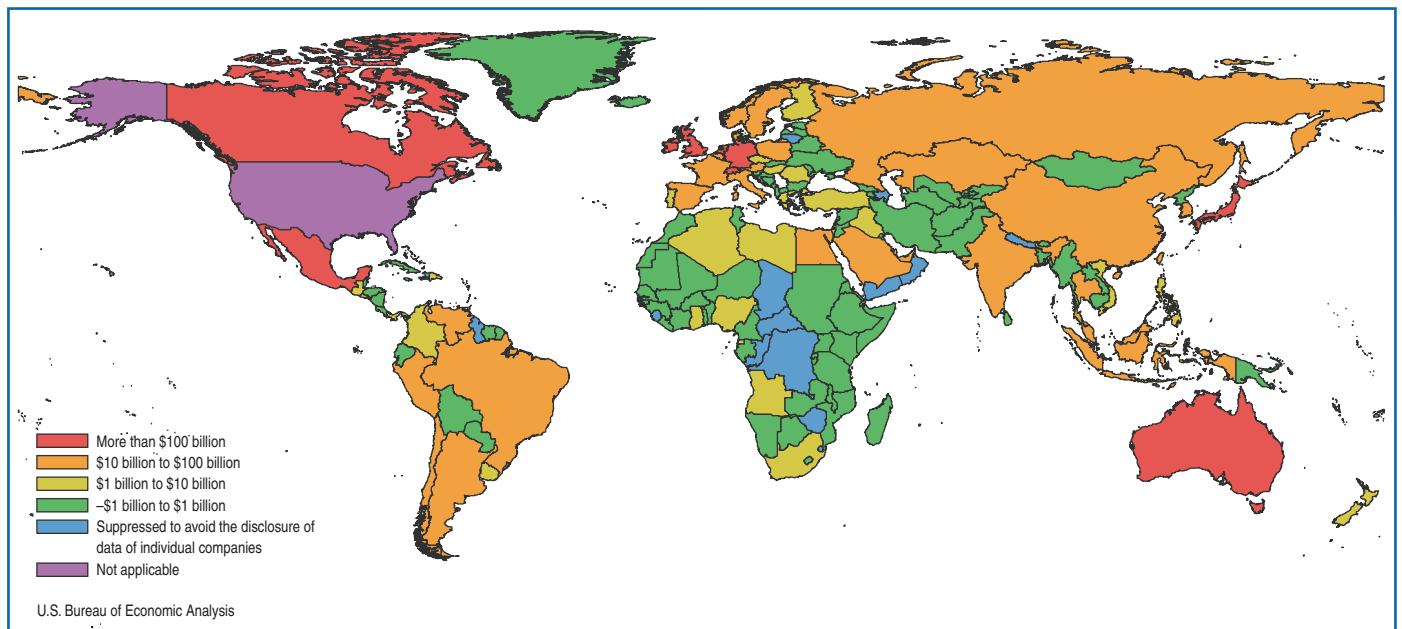 More than $100 billion
$10 billion to $100 billion
$1 billion to $10 billion
–$1 billion to $1 billion
Suppressed to avoid the disclosure of
data of individual companies
Not applicable
U.S. Bureau of Economic Analysis